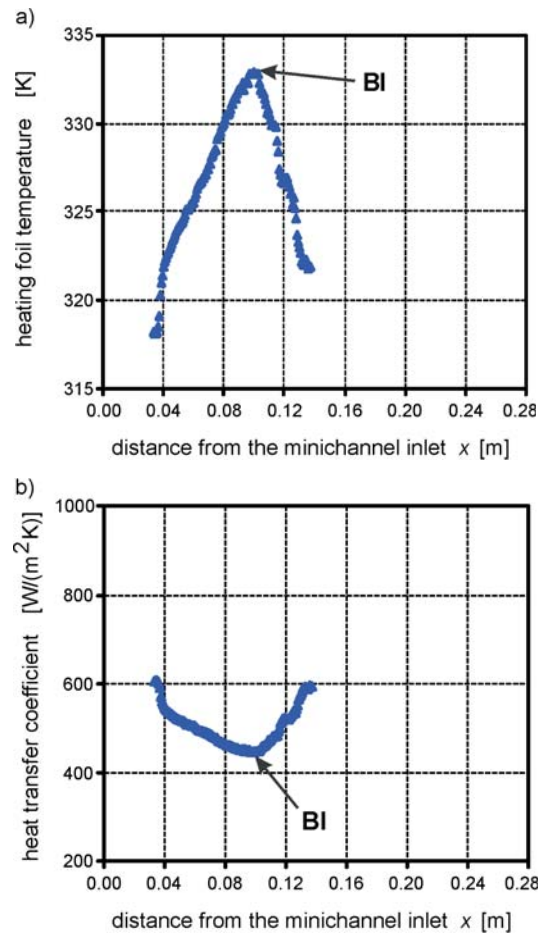 a)
heating foil temperature [K]
335
330
325
320
315
BI
0.00 0.04 0.08 0.12 0.16 0.20 0.24 0.28
distance from the minichannel inlet x [m]
b)
heat transfer coefficient [W/(m²K)]
1000
800
600
400
200
BI
0.00 0.04 0.08 0.12 0.16 0.20 0.24 0.28
distance from the minichannel inlet x [m]